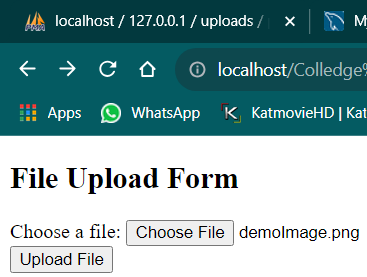 localhost / 127.0.0.1 / uploads /
My
localhost/Colledge%
Apps
WhatsApp
KatmovieHD | Kat
File Upload Form
Choose a file: Choose File demoImage.png
Upload File